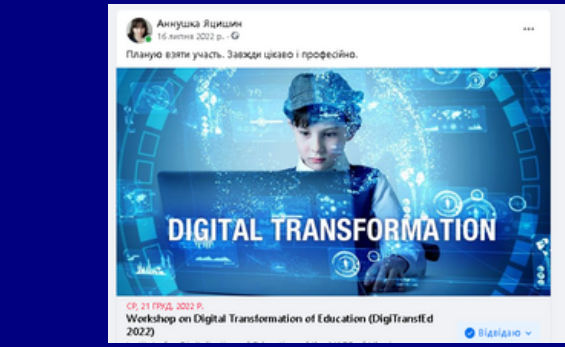 Аннушка Яцишин
16 липня 2022 р. ·
Планую взяти участь. Завжди цікаво і професійно.
DIGITAL TRANSFORMATION
СР, 21 ГРУД. 2022 Р.
Workshop on Digital Transformation of Education (DigiTransfEd
2022)
Відвідаю